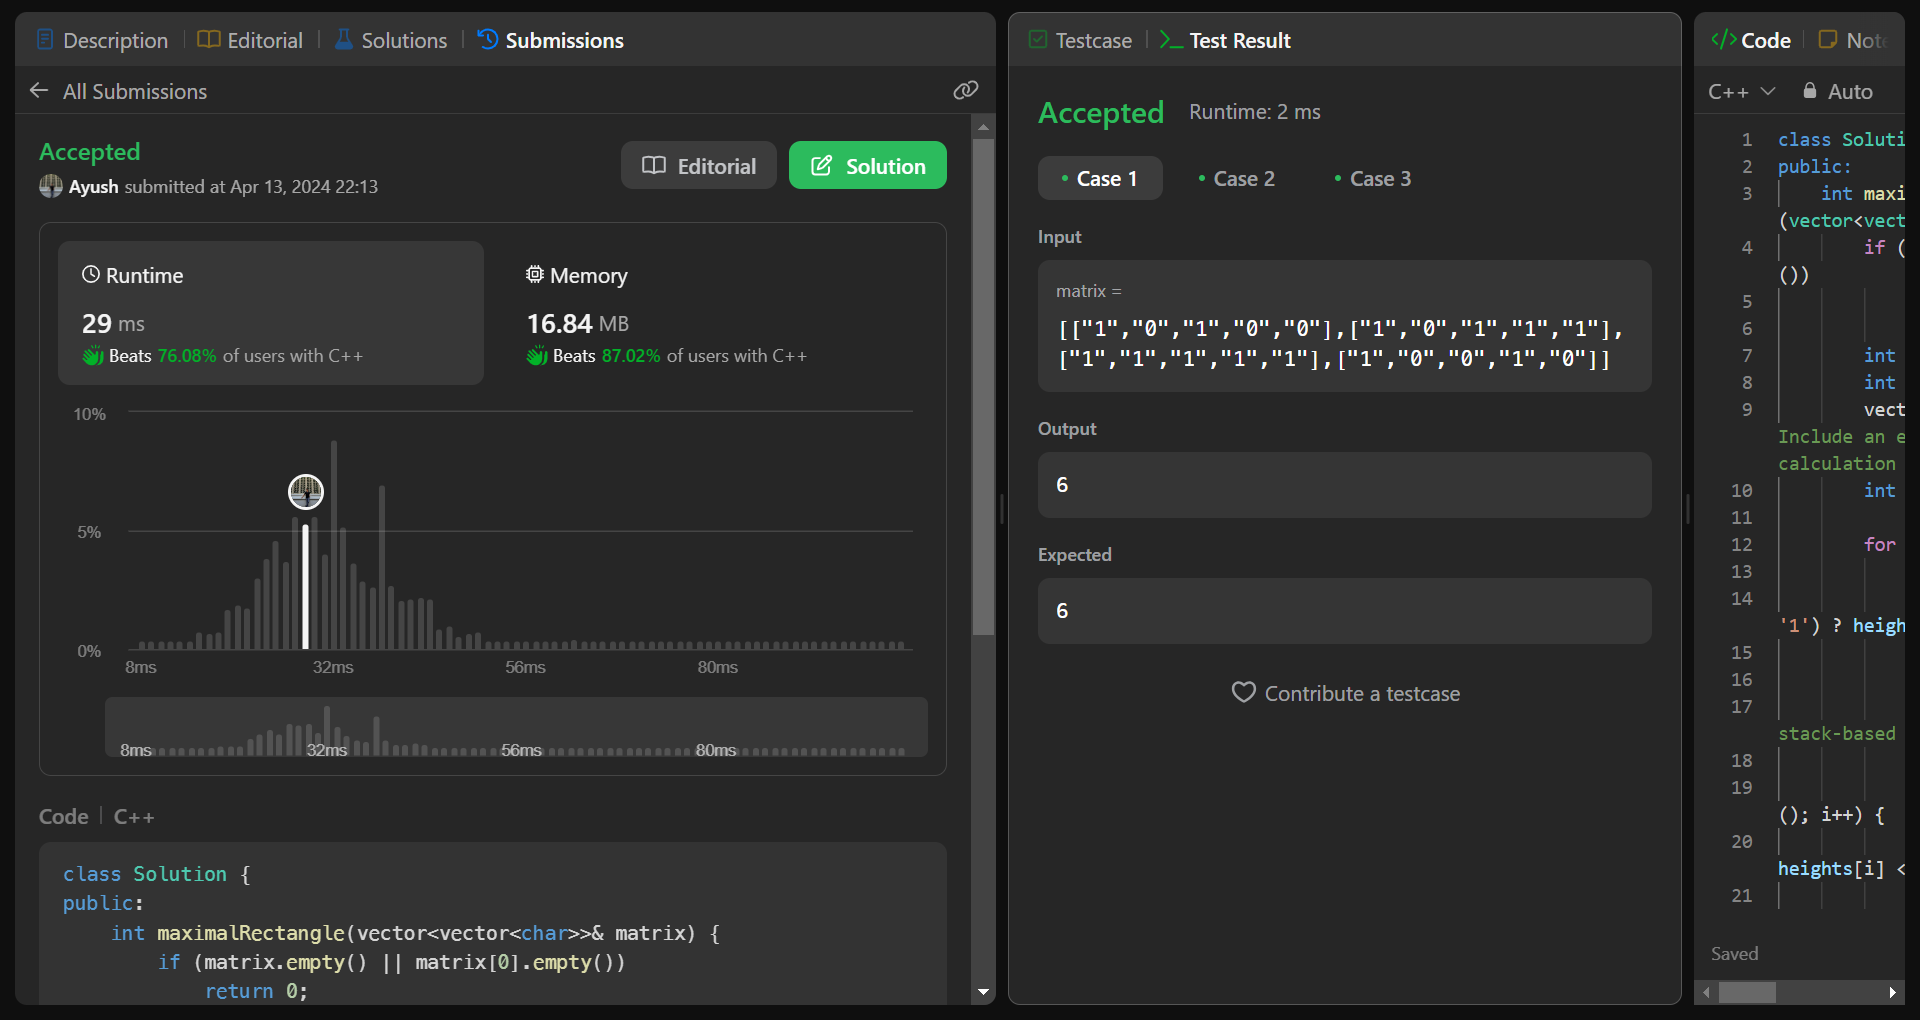 Description
Editorial
Solutions
Submissions
All Submissions
Accepted
Ayush submitted at Apr 13, 2024 22:13
Editorial
Solution
Runtime
29 ms
Beats 76.08% of users with C++
Memory
16.84 MB
Beats 87.02% of users with C++
10%
5%
0%
8ms 32ms 56ms 80ms
8ms 32ms 56ms 80ms
Code C++
class Solution {
public:
int maximalRectangle(vector<vector<char>>& matrix) {
if (matrix.empty() || matrix[0].empty())
return 0;
Testcase
Test Result
Accepted Runtime: 2 ms
Case 1 Case 2 Case 3
Input
matrix =
[["1","0","1","0","0"],["1","0","1","1","1"],
["1","1","1","1","1"],["1","0","0","1","0"]]
Output
6
Expected
6
Contribute a testcase
Code
C++ Auto
1 class Soluti
2 public:
3 int maxi
(vector<vect
4 if (
())
5
6
7 int
8 int
9 vect
Include an e
calculation
10 int
11
12 for
13
14
'1') ? heigh
15
16
17
stack-based
18
19
(); i++) {
20
heights[i] <
21
Saved